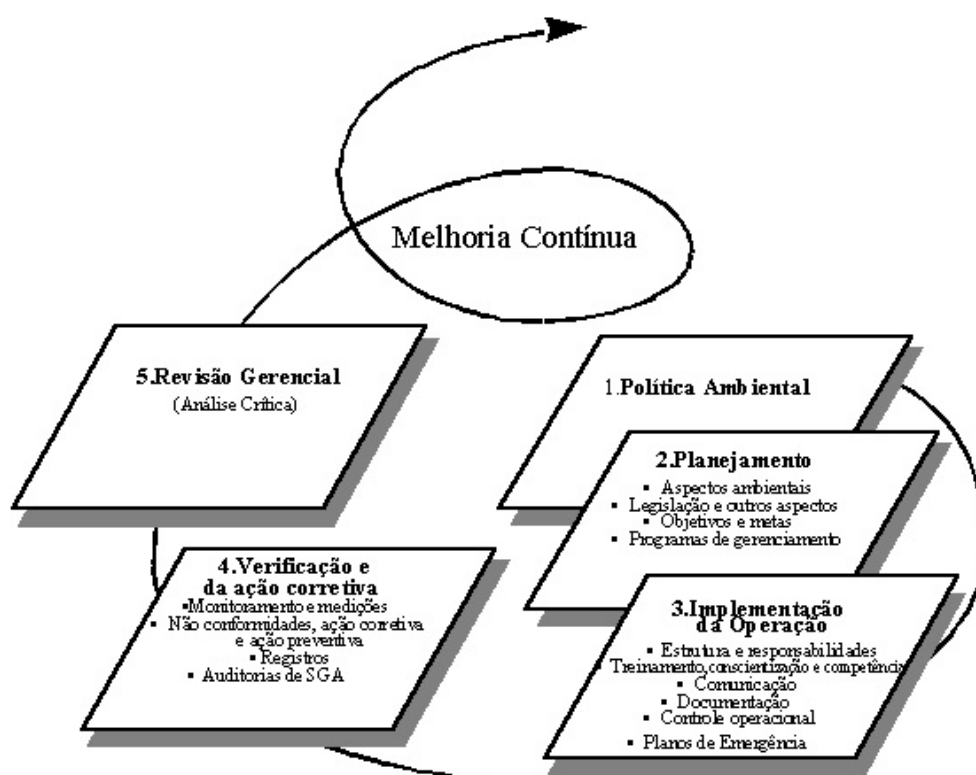 Melhoria Contínua
5.Revisão Gerencial
(Análise Crítica)
1.Política Ambiental
2.Planejamento
▪ Aspectos ambientais
▪ Legislação e outros aspectos
▪ Objetivos e metas
▪ Programas de gerenciamento
3.Implementação
da Operação
▪ Estrutura e responsabilidades
▪ Treinamento,conscientização e competência
▪ Comunicação
▪ Documentação
▪ Controle operacional
▪ Planos de Emergência
4.Verificação e
da ação corretiva
▪Monitoramento e medições
▪ Não conformidades, ação corretiva
e ação preventiva
▪ Registros
▪ Auditorias de SGA